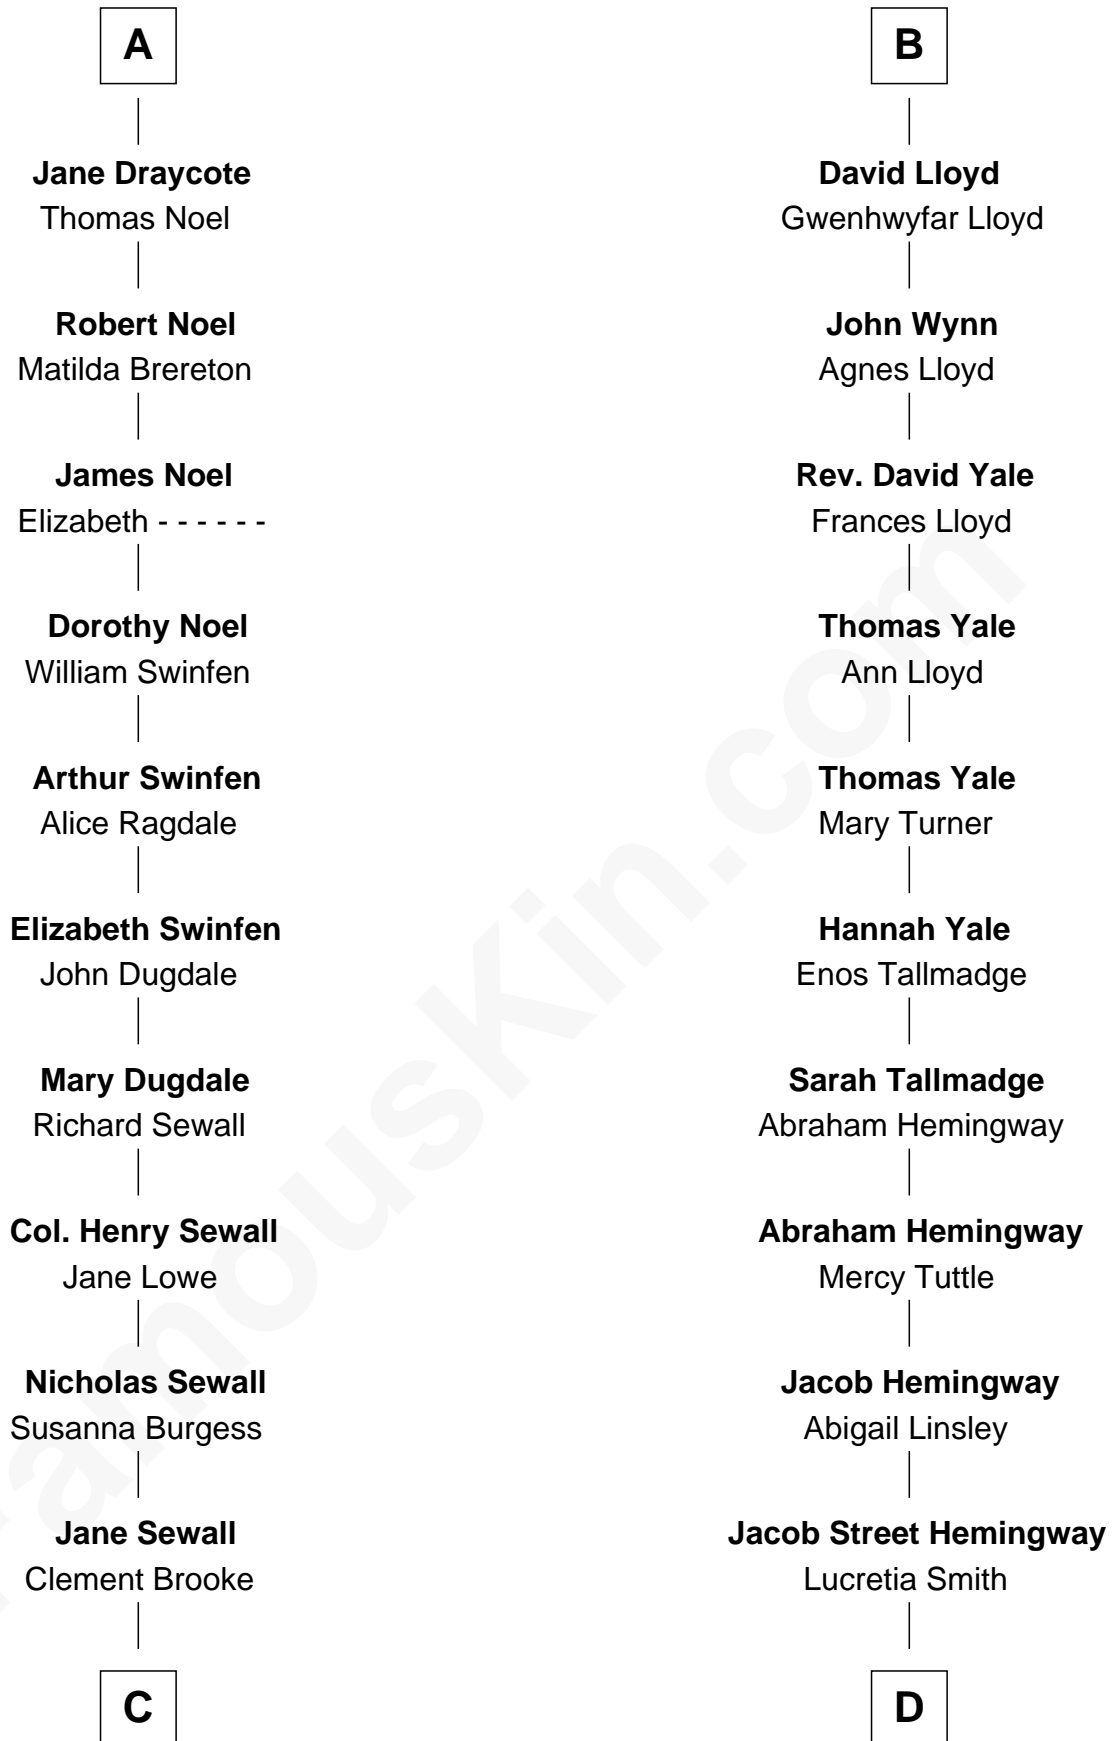 A
Jane Draycote
Thomas Noel
Robert Noel
Matilda Brereton
James Noel
Elizabeth - - - - - -
Dorothy Noel
William Swinfen
Arthur Swinfen
Alice Ragdale
Elizabeth Swinfen
John Dugdale
Mary Dugdale
Richard Sewall
Col. Henry Sewall
Jane Lowe
Nicholas Sewall
Susanna Burgess
Jane Sewall
Clement Brooke
C
B
David Lloyd
Gwenhwyfar Lloyd
John Wynn
Agnes Lloyd
Rev. David Yale
Frances Lloyd
Thomas Yale
Ann Lloyd
Thomas Yale
Mary Turner
Hannah Yale
Enos Tallmadge
Sarah Tallmadge
Abraham Hemingway
Abraham Hemingway
Mercy Tuttle
Jacob Hemingway
Abigail Linsley
Jacob Street Hemingway
Lucretia Smith
D
FamousKin.com